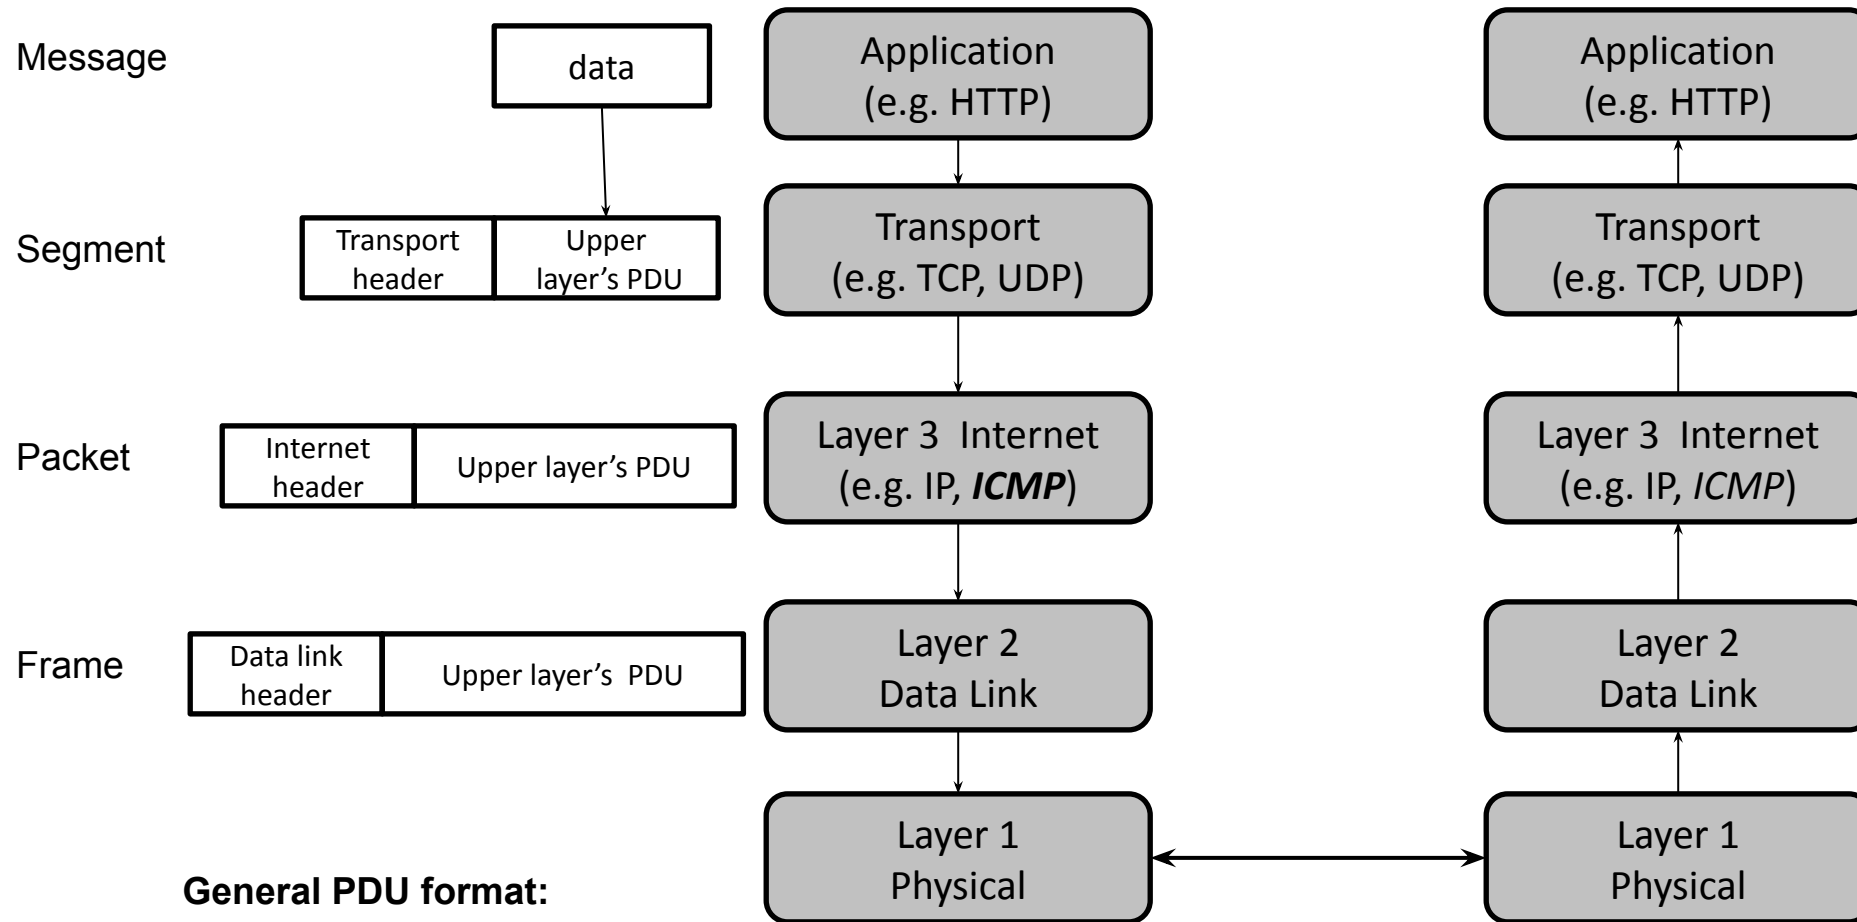 Message
data
Application
(e.g. HTTP)
Application
(e.g. HTTP)
Segment
Transport
header
Upper
layer’s PDU
Transport
(e.g. TCP, UDP)
Transport
(e.g. TCP, UDP)
Packet
Internet
header
Upper layer’s PDU
Layer 3  Internet
(e.g. IP, ICMP)
Layer 3  Internet
(e.g. IP, ICMP)
Frame
Data link
header
Upper layer’s  PDU
Layer 2
Data Link
Layer 2
Data Link
Layer 1
Physical
Layer 1
Physical
General PDU format: